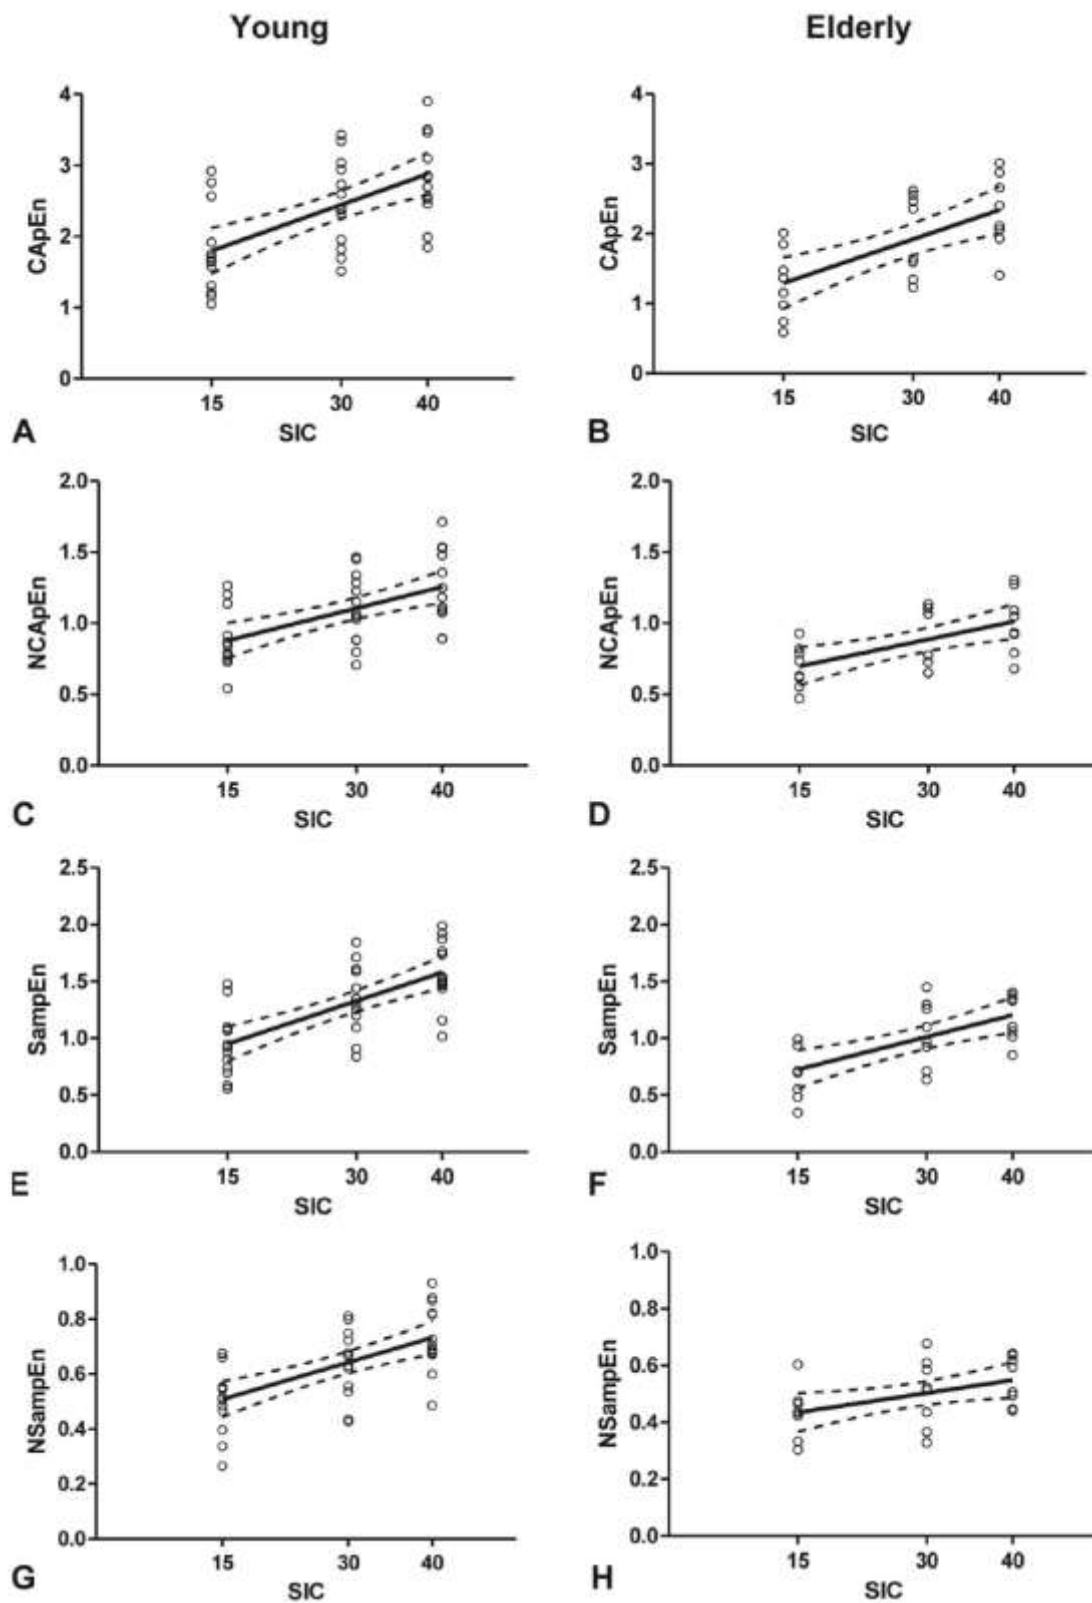 Young
Elderly
4
3
2
1
0
CApEn
15
30
40
SIC
A
4
3
2
1
0
CApEn
15
30
40
SIC
B
2.0
1.5
1.0
0.5
0.0
NCApEn
15
30
40
SIC
C
2.0
1.5
1.0
0.5
0.0
NCApEn
15
30
40
SIC
D
2.5
2.0
1.5
1.0
0.5
0.0
SampEn
15
30
40
SIC
E
2.5
2.0
1.5
1.0
0.5
0.0
SampEn
15
30
40
SIC
F
1.0
0.8
0.6
0.4
0.2
0.0
NSampEn
15
30
40
SIC
G
1.0
0.8
0.6
0.4
0.2
0.0
NSampEn
15
30
40
SIC
H